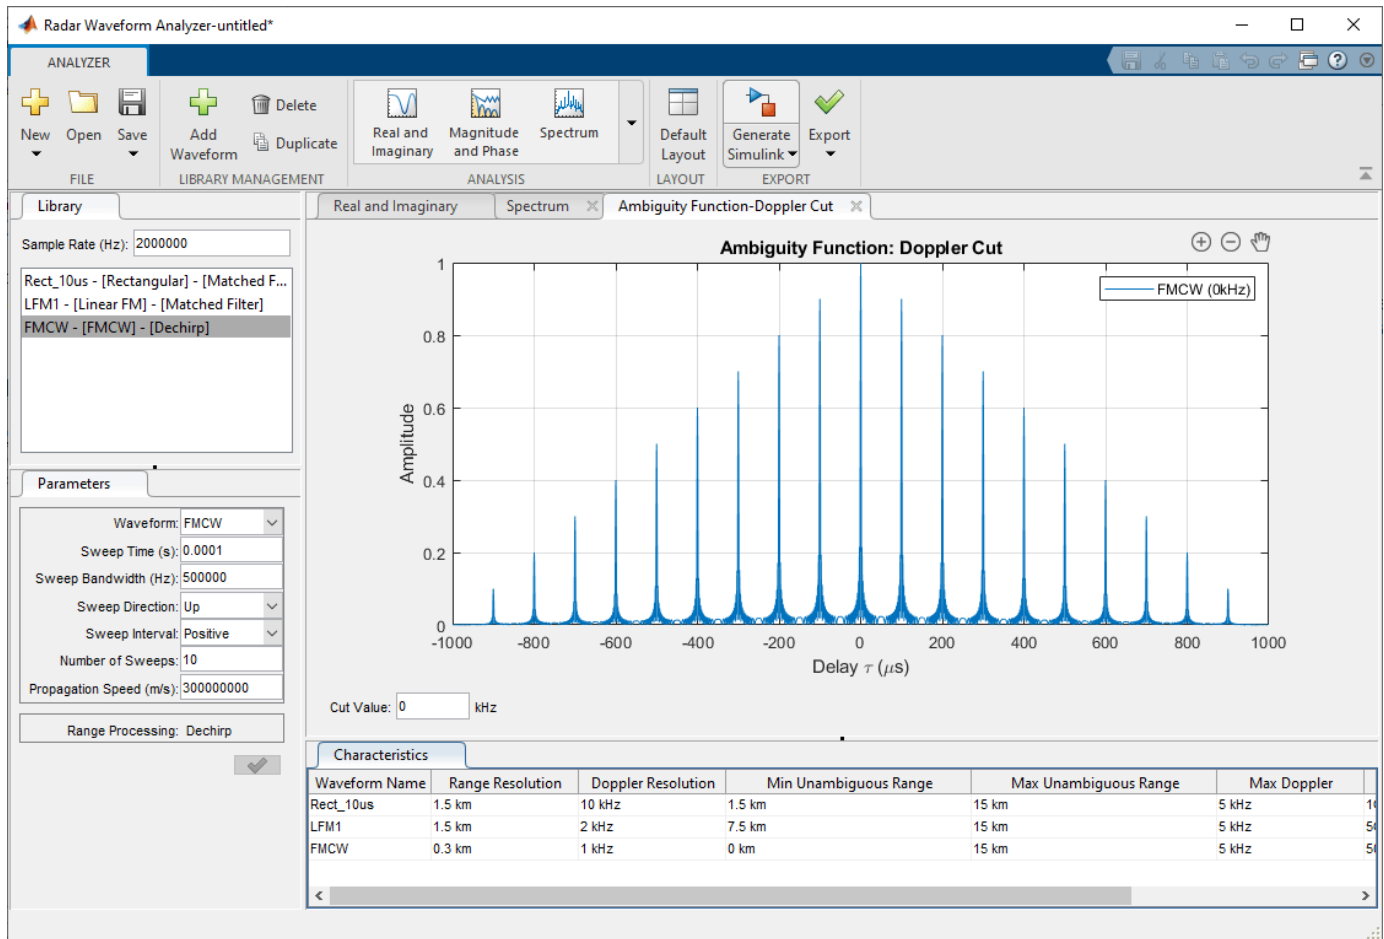 Radar Waveform Analyzer-untitled*
ANALYZER
New Open Save Add Waveform Delete Duplicate Real and Imaginary Magnitude and Phase Spectrum Default Layout Generate Simulink Export
FILE LIBRARY MANAGEMENT ANALYSIS LAYOUT EXPORT
Library
Sample Rate (Hz): 2000000
Rect_10us - [Rectangular] - [Matched F...
LFM1 - [Linear FM] - [Matched Filter]
FMCW - [FMCW] - [Dechirp]
Parameters
Waveform: FMCW
Sweep Time (s): 0.0001
Sweep Bandwidth (Hz): 500000
Sweep Direction: Up
Sweep Interval: Positive
Number of Sweeps: 10
Propagation Speed (m/s): 300000000
Range Processing: Dechirp
Real and Imaginary Spectrum Ambiguity Function-Doppler Cut
Ambiguity Function: Doppler Cut
FMCW (0kHz)
1
0.8
0.6
0.4
0.2
0
Amplitude
-1000 -800 -600 -400 -200 0 200 400 600 800 1000
Delay τ (μs)
Cut Value: 0 kHz
Characteristics
Waveform Name Range Resolution Doppler Resolution Min Unambiguous Range Max Unambiguous Range Max Doppler
Rect_10us 1.5 km 10 kHz 1.5 km 15 km 5 kHz
LFM1 1.5 km 2 kHz 7.5 km 15 km 5 kHz
FMCW 0.3 km 1 kHz 0 km 15 km 5 kHz